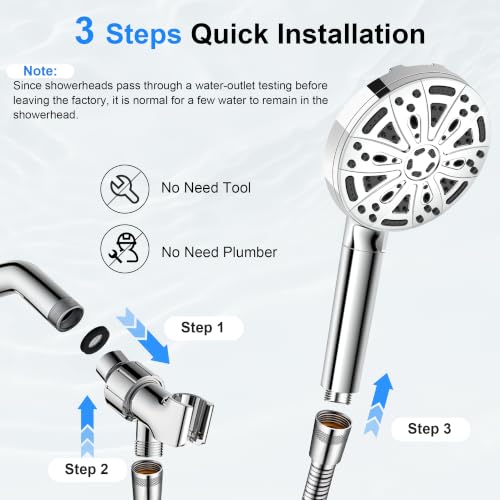 3 Steps Quick Installation
Note:
Since showerheads pass through a water-outlet testing before
leaving the factory, it is normal for a few water to remain in the
showerhead.
No Need Tool
No Need Plumber
Step 1
Step 2
Step 3